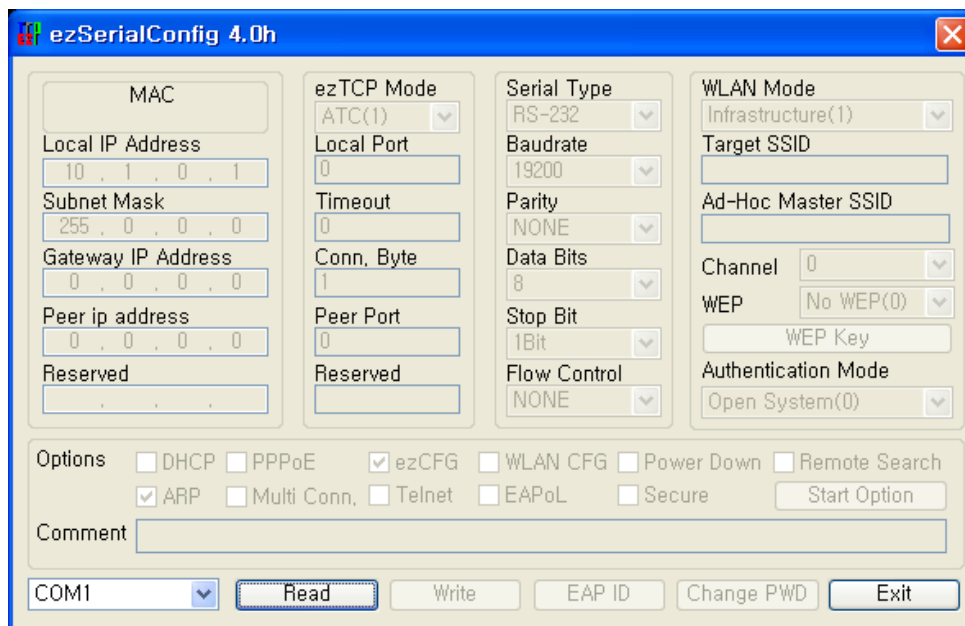 ezSerialConfig 4.0h
MAC
Local IP Address
10 . 1 . 0 . 1
Subnet Mask
255 . 0 . 0 . 0
Gateway IP Address
0 . 0 . 0 . 0
Peer ip address
0 . 0 . 0 . 0
Reserved
. . .
ezTCP Mode
ATC(1)
Local Port
0
Timeout
0
Conn. Byte
1
Peer Port
0
Reserved
Serial Type
RS-232
Baudrate
19200
Parity
NONE
Data Bits
8
Stop Bit
1Bit
Flow Control
NONE
WLAN Mode
Infrastructure(1)
Target SSID
Ad-Hoc Master SSID
Channel 0
WEP No WEP(0)
WEP Key
Authentication Mode
Open System(0)
Options DHCP PPPoE ezCFG WLAN CFG Power Down Remote Search
ARP Multi Conn. Telnet EAPoL Secure Start Option
Comment
COM1 Read Write EAP ID Change PWD Exit